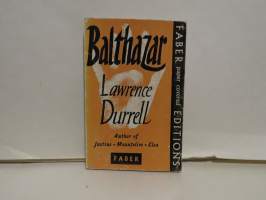 Balthazar
Lawrence
Durrell
Author of
Justine • Mountolive • Clea
FABER
FABER paper covered EDITIONS